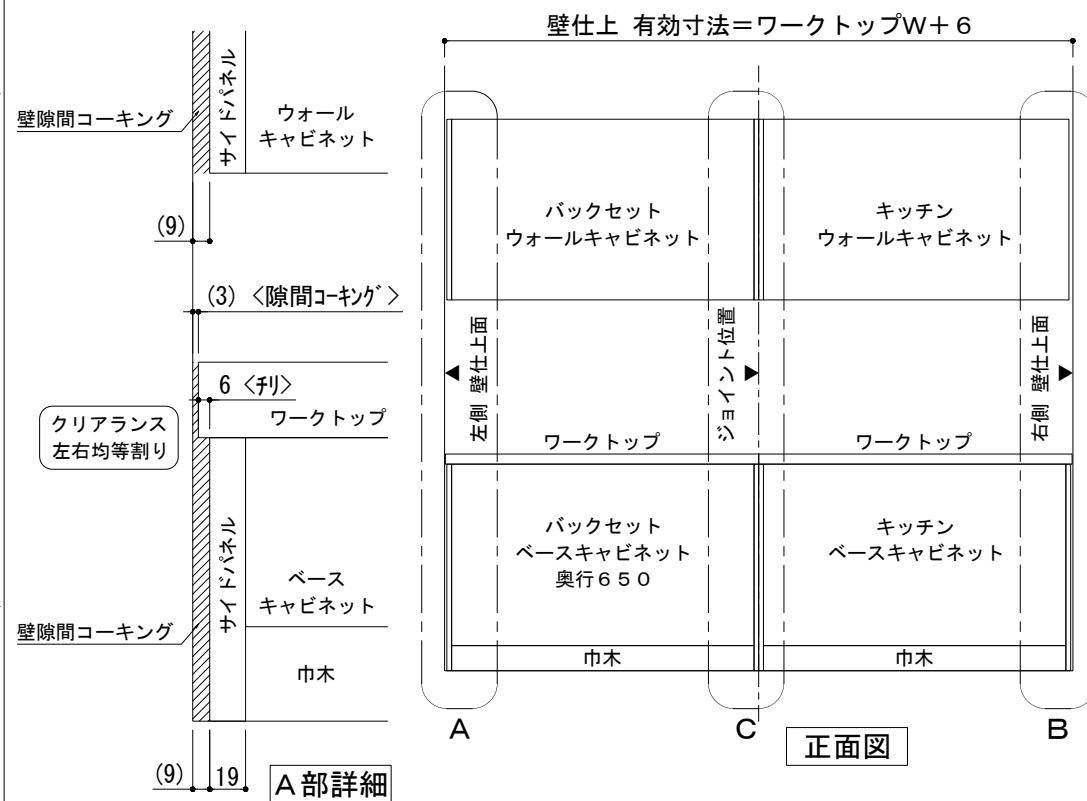 壁仕上 有効寸法＝ワークトップW＋６
壁隙間コーキング
サイドパネル
ウォール
キャビネット
(9)
(3) <隙間ｺｰｷﾝｸﾞ>
6 <ﾁﾘ>
ワークトップ
クリアランス
左右均等割り
サイドパネル
ベース
キャビネット
壁隙間コーキング
巾木
(9)
19
A部詳細
バックセット
ウォールキャビネット
キッチン
ウォールキャビネット
左側 壁仕上面
ジョイント位置
右側 壁仕上面
ワークトップ
ワークトップ
バックセット
ベースキャビネット
奥行６５０
キッチン
ベースキャビネット
巾木
巾木
A
C
B
正面図